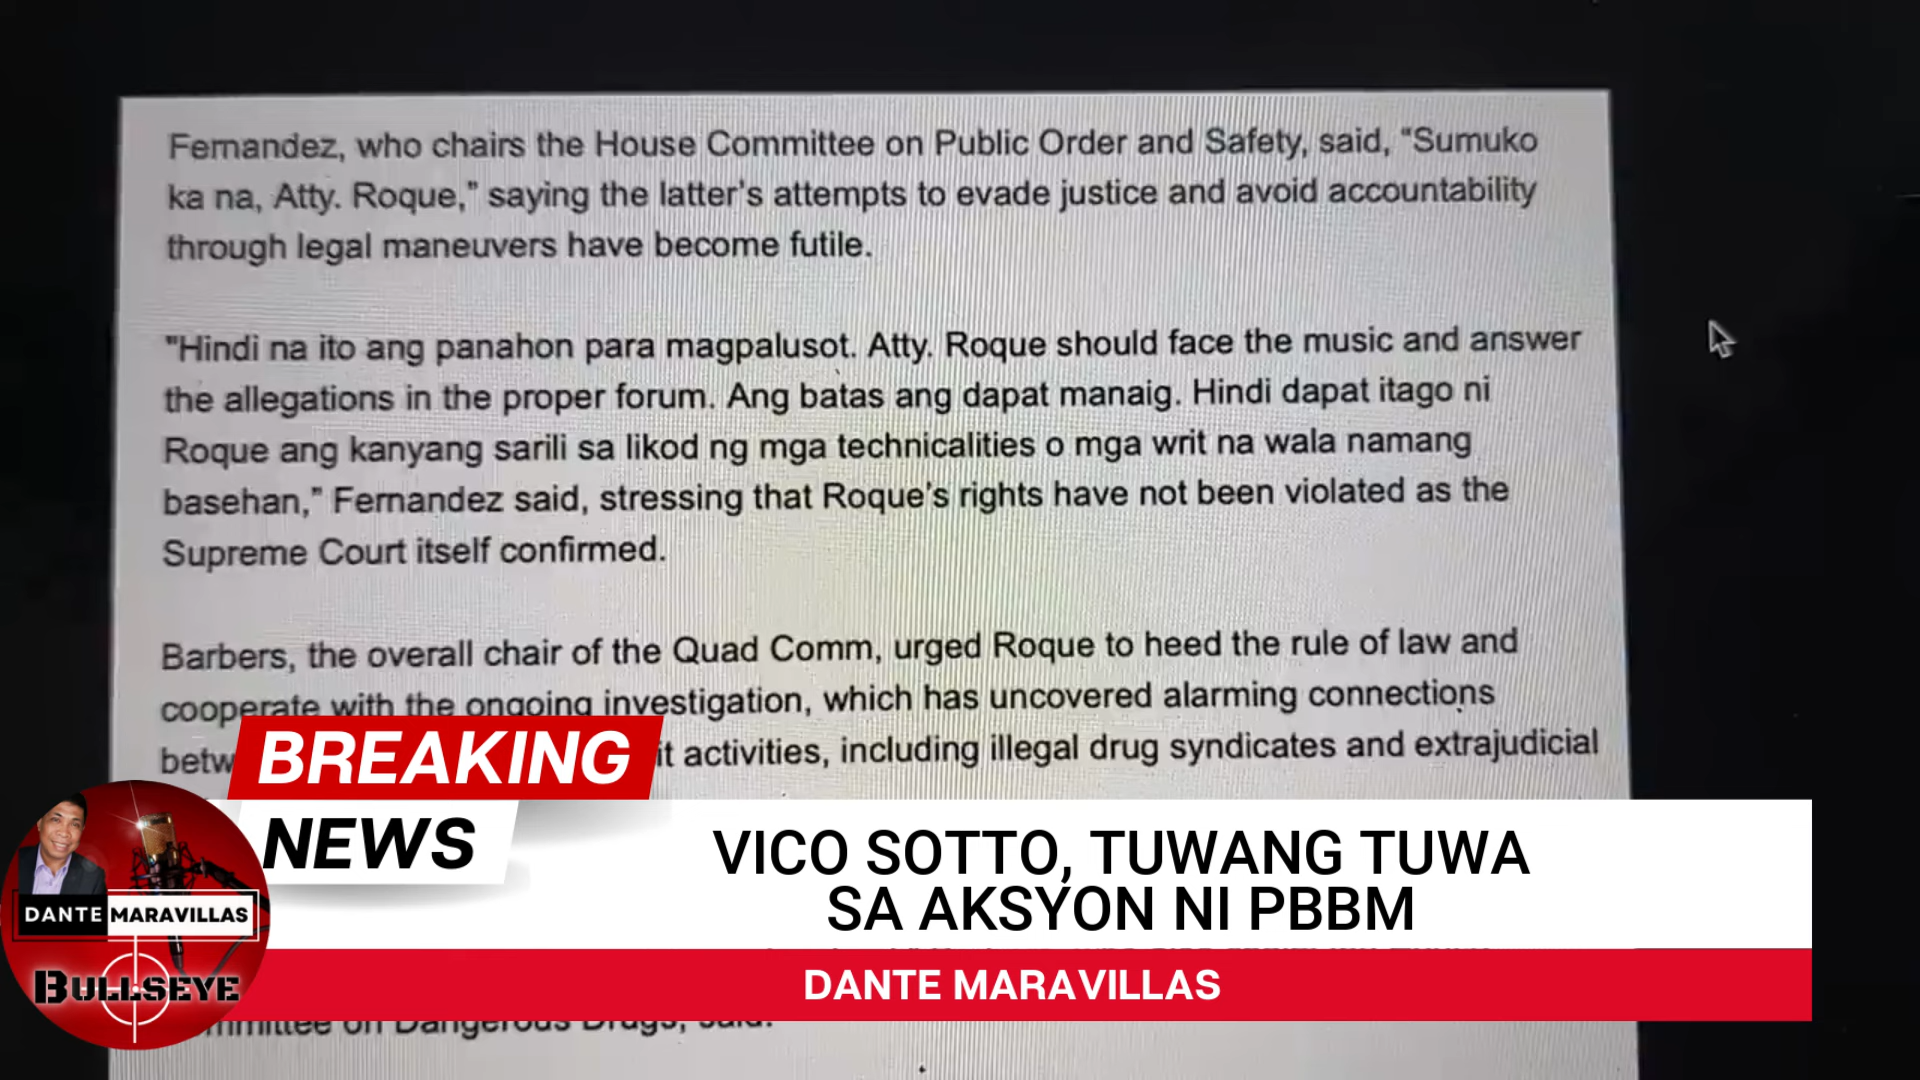 Fernandez, who chairs the House Committee on Public Order and Safety, said, “Sumuko
ka na, Atty. Roque,” saying the latter’s attempts to evade justice and avoid accountability
through legal maneuvers have become futile.
"Hindi na ito ang panahon para magpalusot. Atty. Roque should face the music and answer
the allegations in the proper forum. Ang batas ang dapat manaig. Hindi dapat itago ni
Roque ang kanyang sarili sa likod ng mga technicalities o mga writ na wala namang
basehan,” Fernandez said, stressing that Roque’s rights have not been violated as the
Supreme Court itself confirmed.
Barbers, the overall chair of the Quad Comm, urged Roque to heed the rule of law and
cooperate with the ongoing investigation, which has uncovered alarming connections
activities, including illegal drug syndicates and extrajudicial
BREAKING
NEWS
VICO SOTTO, TUWANG TUWA
SA AKSYON NI PBBM
DANTE MARAVILLAS
DANTE MARAVILLAS
BULLSEYE
on Dangerous Drugs, said: